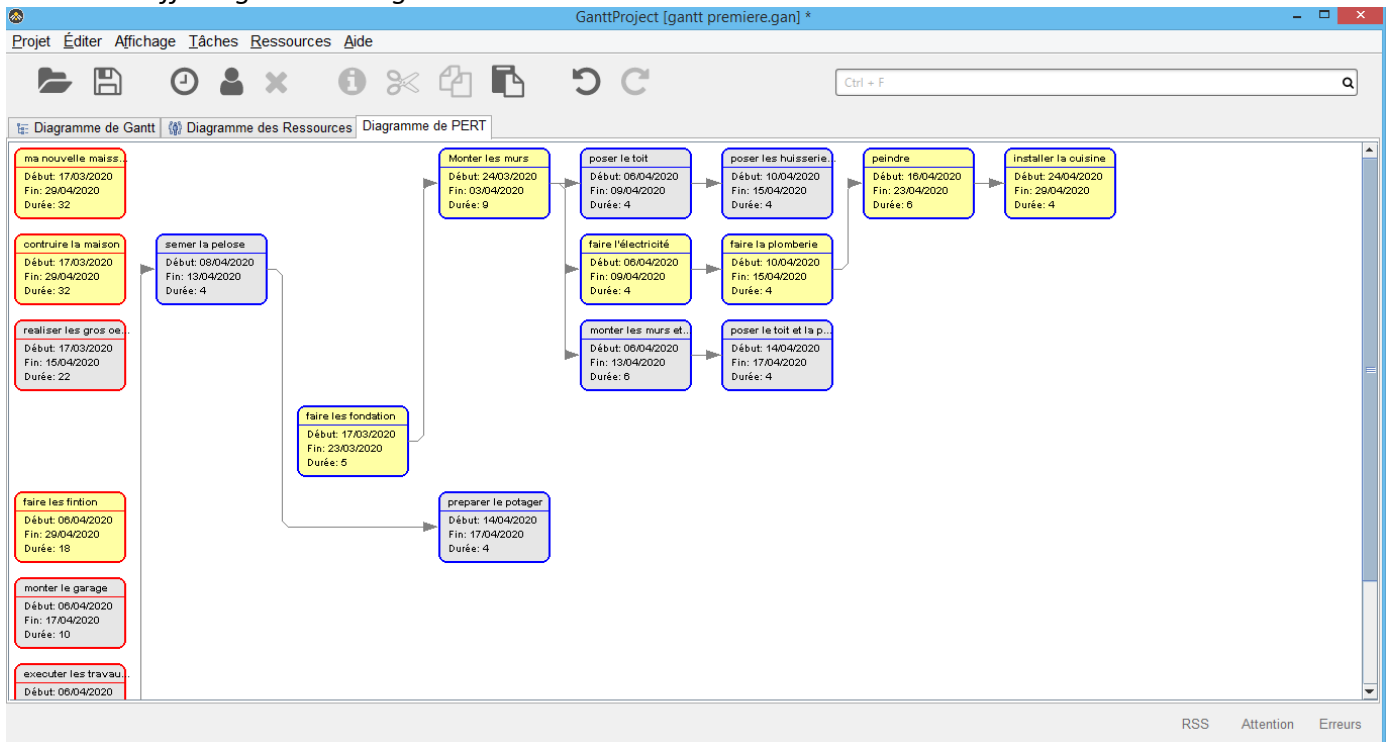 GanttProject [gantt premiere.gan] *
Projet Éditer Affichage Tâches Ressources Aide
Ctrl + F
Diagramme de Gantt Diagramme des Ressources Diagramme de PERT
ma nouvelle maiss..
Début: 17/03/2020
Fin: 29/04/2020
Durée: 32
Monter les murs
Début: 24/03/2020
Fin: 03/04/2020
Durée: 9
poser le toit
Début: 06/04/2020
Fin: 09/04/2020
Durée: 4
poser les huisserie..
Début: 10/04/2020
Fin: 15/04/2020
Durée: 4
peindre
Début: 16/04/2020
Fin: 23/04/2020
Durée: 6
installer la cuisine
Début: 24/04/2020
Fin: 29/04/2020
Durée: 4
contruire la maison
Début: 17/03/2020
Fin: 29/04/2020
Durée: 32
semer la pelose
Début: 08/04/2020
Fin: 13/04/2020
Durée: 4
faire l'électricité
Début: 06/04/2020
Fin: 09/04/2020
Durée: 4
faire la plomberie
Début: 10/04/2020
Fin: 15/04/2020
Durée: 4
realiser les gros oe..
Début: 17/03/2020
Fin: 15/04/2020
Durée: 22
monter les murs et..
Début: 06/04/2020
Fin: 13/04/2020
Durée: 6
poser le toit et la p..
Début: 14/04/2020
Fin: 17/04/2020
Durée: 4
faire les fondation
Début: 17/03/2020
Fin: 23/03/2020
Durée: 5
faire les fintion
Début: 06/04/2020
Fin: 29/04/2020
Durée: 18
preparer le potager
Début: 14/04/2020
Fin: 17/04/2020
Durée: 4
monter le garage
Début: 06/04/2020
Fin: 17/04/2020
Durée: 10
executer les travau..
Début: 06/04/2020
RSS Attention Erreurs